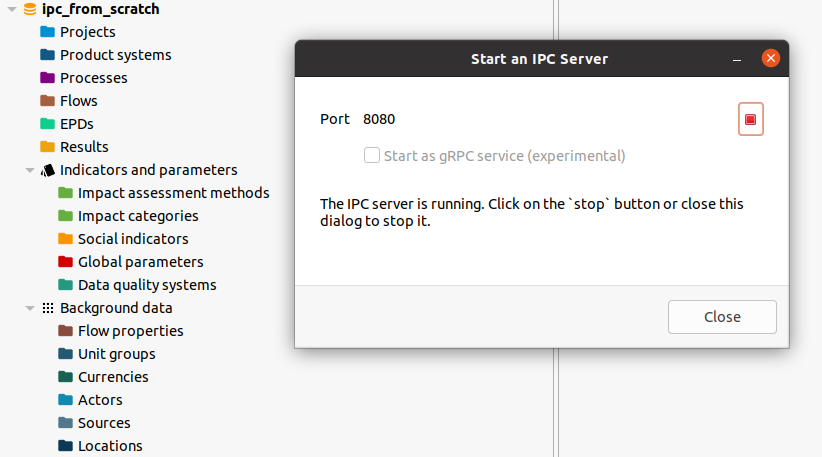 ipc_from_scratch
Projects
Product systems
Processes
Flows
EPDs
Results
Indicators and parameters
Impact assessment methods
Impact categories
Social indicators
Global parameters
Data quality systems
Background data
Flow properties
Unit groups
Currencies
Actors
Sources
Locations
Start an IPC Server
Port 8080
Start as gRPC service (experimental)
The IPC server is running. Click on the `stop` button or close this
dialog to stop it.
Close